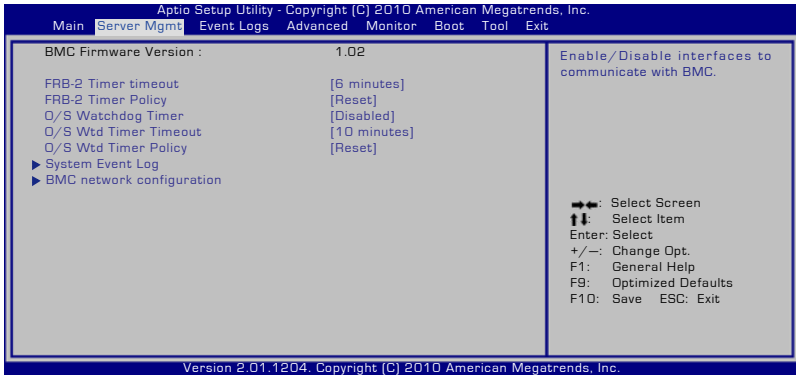 Aptio Setup Utility - Copyright (C) 2010 American Megatrends, Inc.
Main Server Mgmt Event Logs Advanced Monitor Boot Tool Exit
BMC Firmware Version : 1.02
FRB-2 Timer timeout [6 minutes]
FRB-2 Timer Policy [Reset]
O/S Watchdog Timer [Disabled]
O/S Wtd Timer Timeout [10 minutes]
O/S Wtd Timer Policy [Reset]
System Event Log
BMC network configuration
Enable/Disable interfaces to
communicate with BMC.
→←: Select Screen
↑↓: Select Item
Enter: Select
+/—: Change Opt.
F1: General Help
F9: Optimized Defaults
F10: Save ESC: Exit
Version 2.01.1204. Copyright (C) 2010 American Megatrends, Inc.